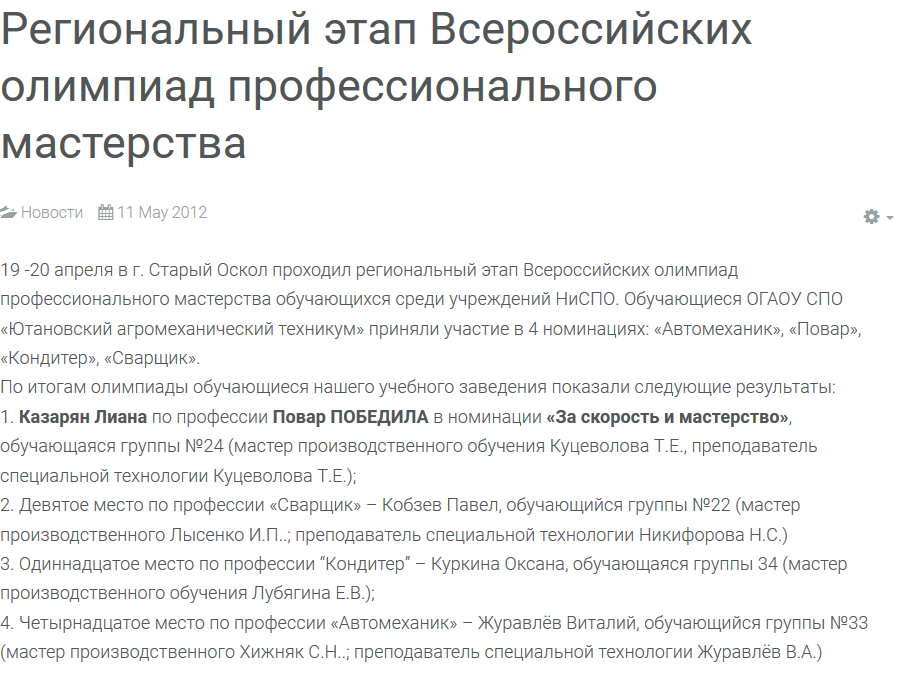 Региональный этап Всероссийских
олимпиад профессионального
мастерства
Новости 11 May 2012
19 -20 апреля в г. Старый Оскол проходил региональный этап Всероссийских олимпиад
профессионального мастерства обучающихся среди учреждений НиСПО. Обучающиеся ОГАОУ СПО
«Ютановский агромеханический техникум» приняли участие в 4 номинациях: «Автомеханик», «Повар»,
«Кондитер», «Сварщик».
По итогам олимпиады обучающиеся нашего учебного заведения показали следующие результаты:
1. Казарян Лиана по профессии Повар ПОБЕДИЛА в номинации «За скорость и мастерство»,
обучающаяся группы №24 (мастер производственного обучения Куцеволова Т.Е., преподаватель
специальной технологии Куцеволова Т.Е.);
2. Девятое место по профессии «Сварщик» – Кобзев Павел, обучающийся группы №22 (мастер
производственного Лысенко И.П..; преподаватель специальной технологии Никифорова Н.С.)
3. Одиннадцатое место по профессии “Кондитер” – Куркина Оксана, обучающаяся группы 34 (мастер
производственного обучения Лубягина Е.В.);
4. Четырнадцатое место по профессии «Автомеханик» – Журавлёв Виталий, обучающийся группы №33
(мастер производственного Хижняк С.Н..; преподаватель специальной технологии Журавлёв В.А.)